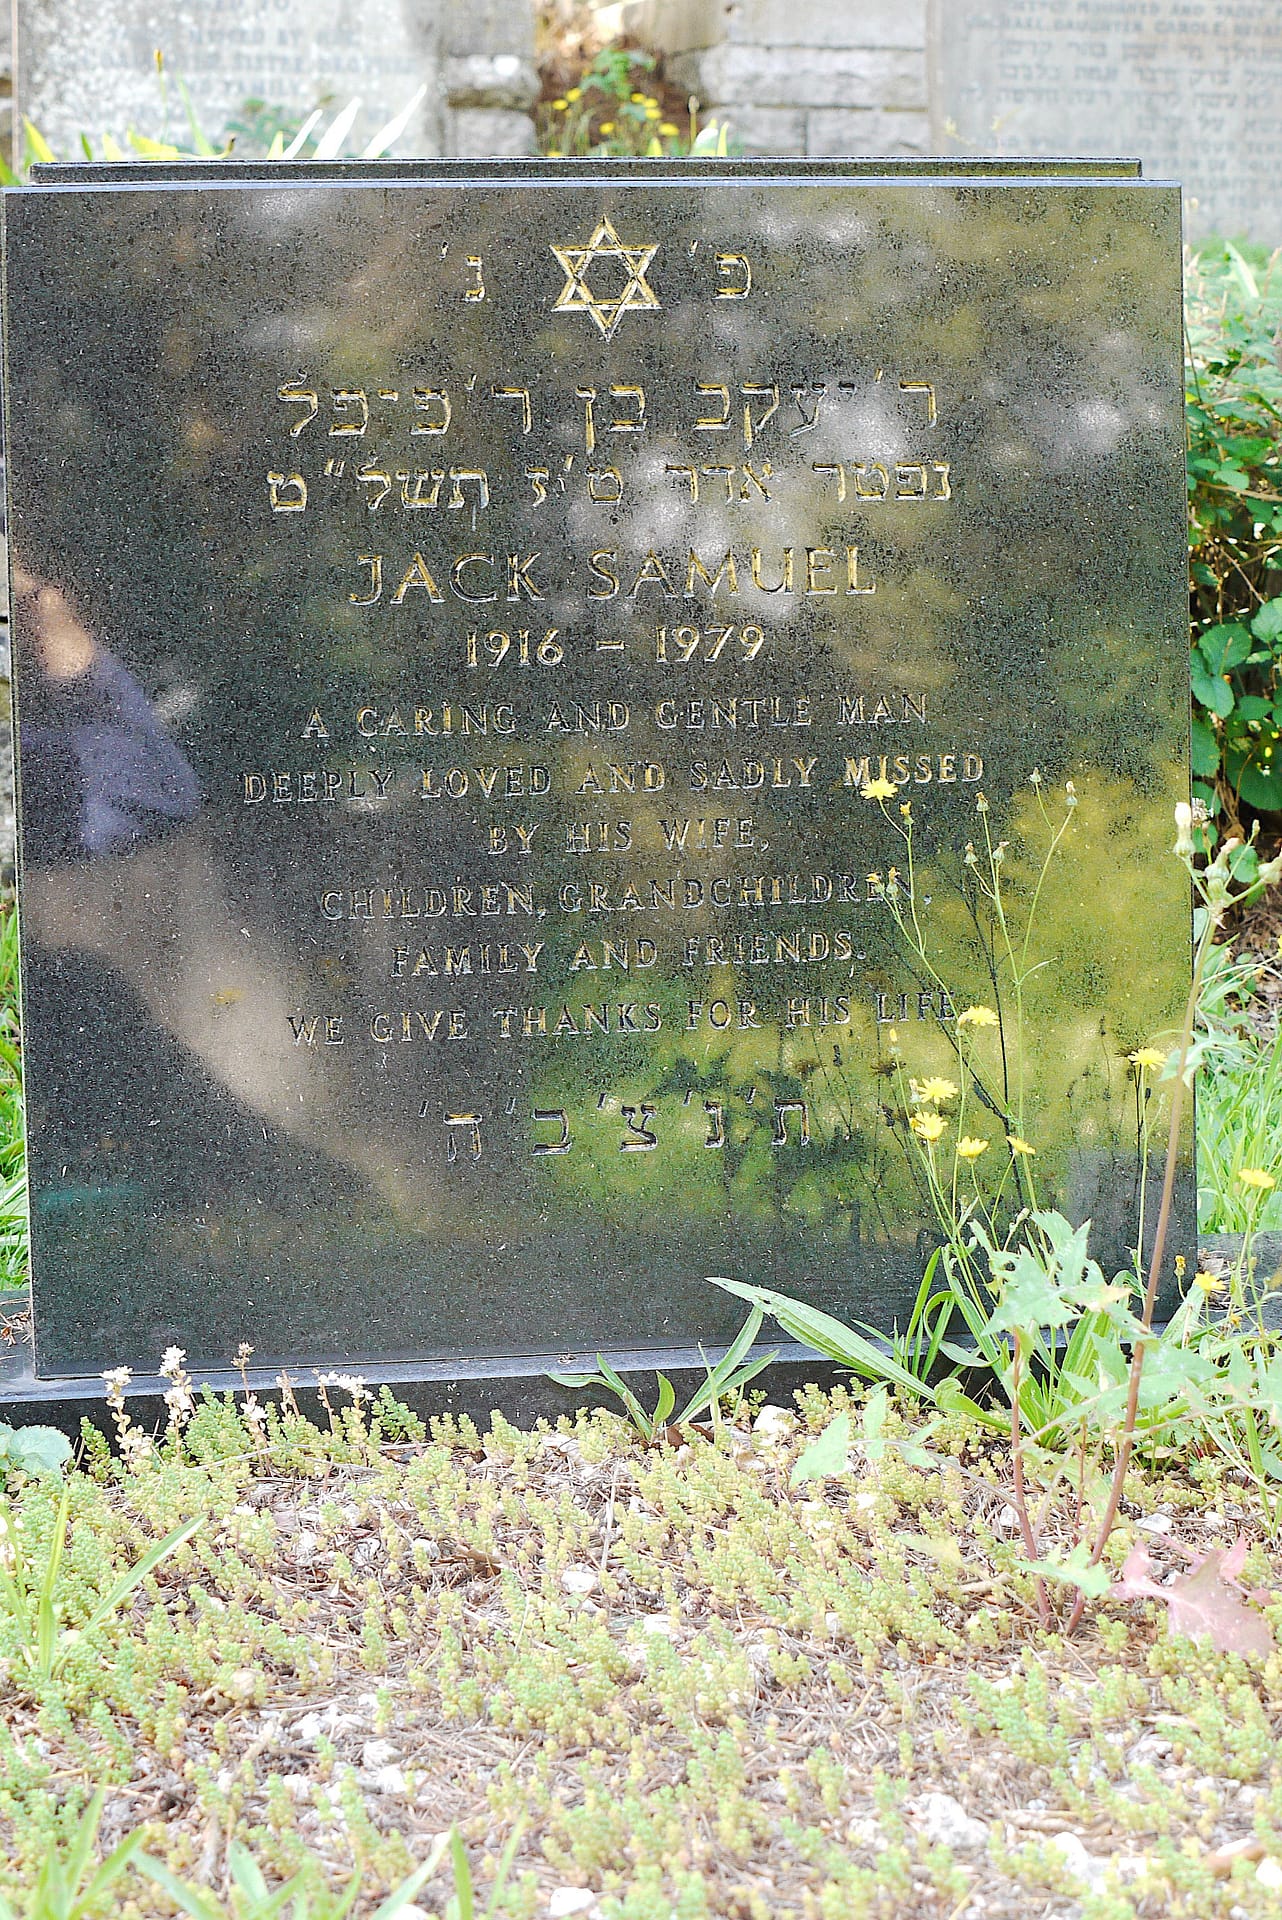 פ' נ'
ר' יעקב בן ר' פיפל
נפטר אדר ט'ז תשל"ט
JACK SAMUEL
1916 – 1979
A CARING AND GENTLE MAN
DEEPLY LOVED AND SADLY MISSED
BY HIS WIFE,
CHILDREN, GRANDCHILDREN,
FAMILY AND FRIENDS.
WE GIVE THANKS FOR HIS LIFE
ת'נ'צ'ב'ה'